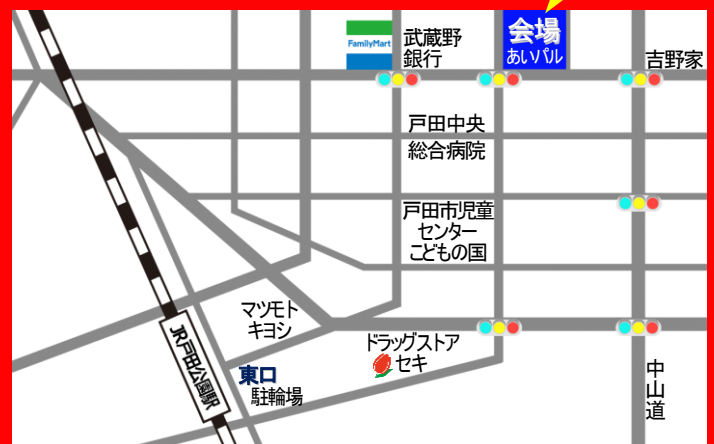 FamilyMart
武蔵野
銀行
会場
あいパル
吉野家
戸田中央
総合病院
戸田市児童
センター
こどもの国
マツモト
キヨシ
JR戸田公園駅
ドラッグストア
セキ
東口
駐輪場
中山道